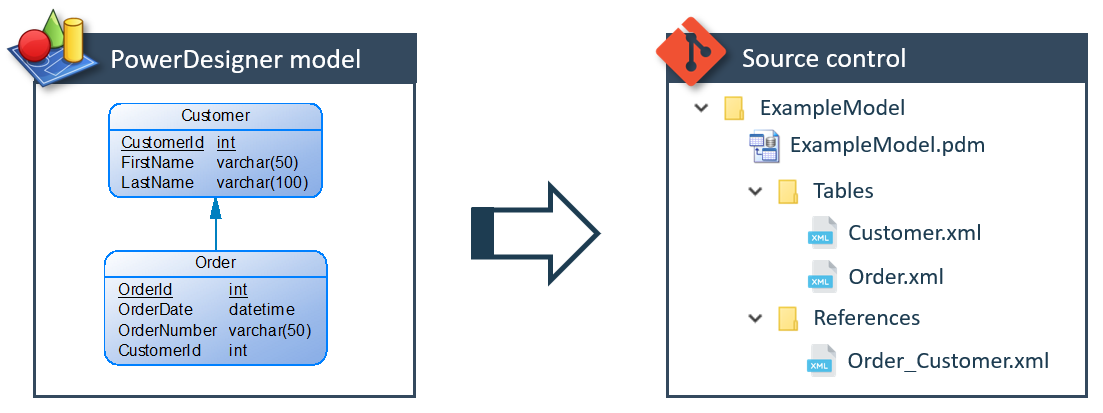 PowerDesigner model
Customer
CustomerId int
FirstName varchar(50)
LastName varchar(100)
Order
OrderId int
OrderDate datetime
OrderNumber varchar(50)
CustomerId int
Source control
ExampleModel
ExampleModel.pdm
Tables
XML Customer.xml
XML Order.xml
References
XML Order_Customer.xml